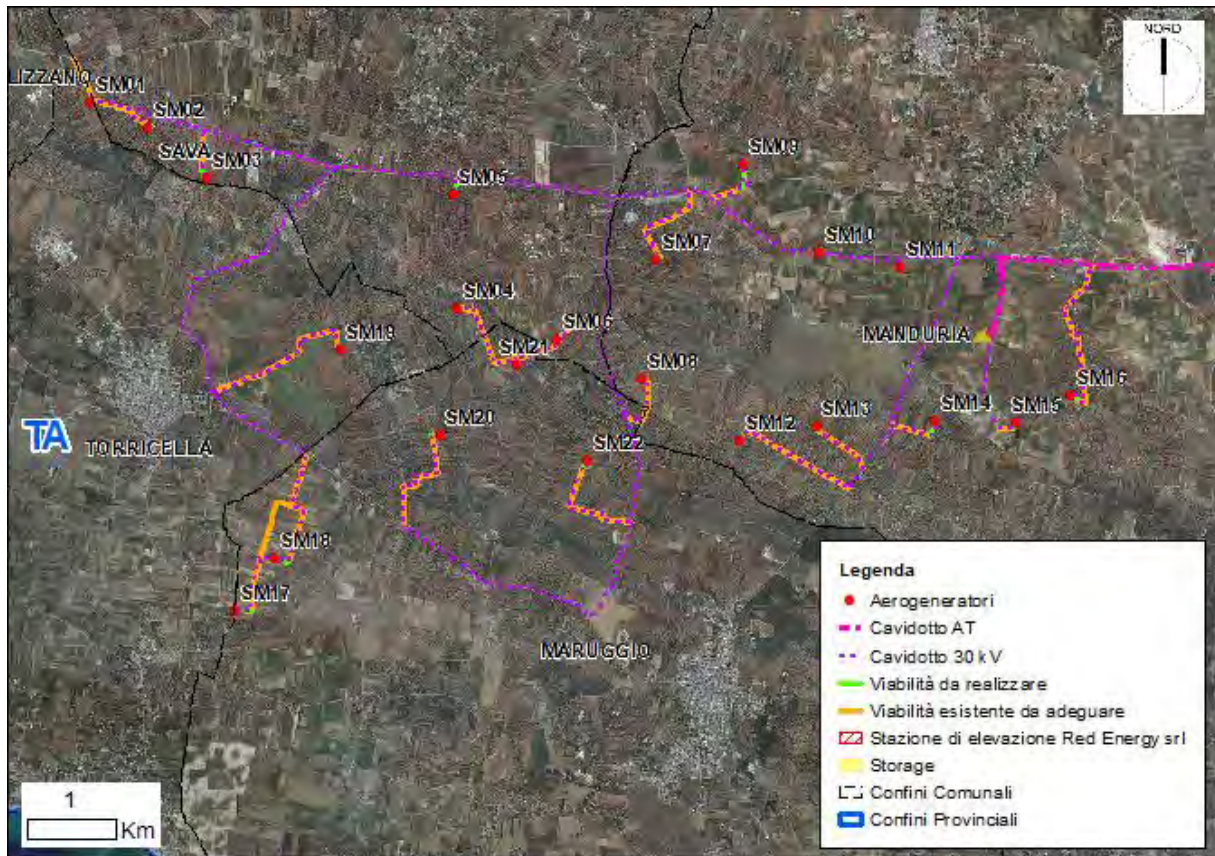 NORD
LIZZANO
SM01
SM02
SAVA
SM03
SM05
SM09
SM07
SM10
SM11
SM04
SM06
SM19
SM21
MANDURIA
SM08
SM16
SM20
SM12
SM13
SM14
SM15
TA
TORRICELLA
SM22
SM18
SM17
MARUGGIO
Legenda
Aerogeneratori
Cavidotto AT
Cavidotto 30 kV
Viabilità da realizzare
Viabilità esistente da adeguare
Stazione di elevazione Red Energy srl
Storage
Confini Comunali
Confini Provinciali
1
Km